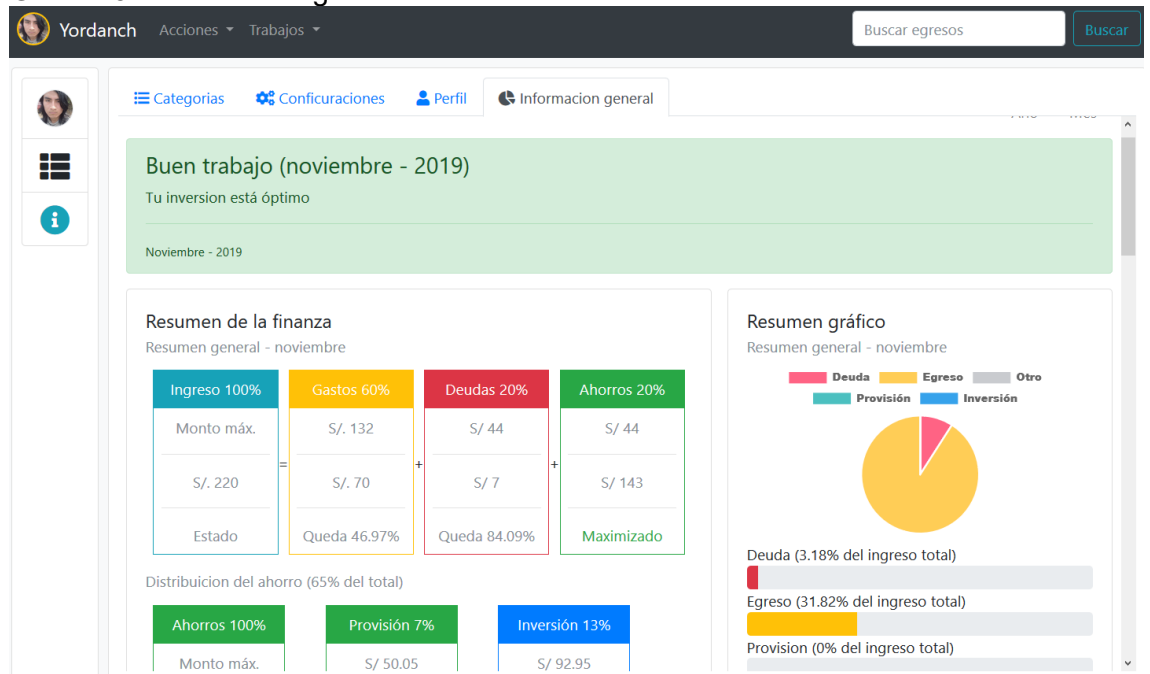 Yordanch Acciones Trabajos Buscar egresos Buscar
Categorias Conficuraciones Perfil Informacion general
Buen trabajo (noviembre - 2019)
Tu inversion está óptimo
Noviembre - 2019
Resumen de la finanza
Resumen general - noviembre
Ingreso 100% Gastos 60% Deudas 20% Ahorros 20%
Monto máx. S/. 132 S/ 44 S/ 44
= + +
S/. 220 S/. 70 S/ 7 S/ 143
Estado Queda 46.97% Queda 84.09% Maximizado
Distribuicion del ahorro (65% del total)
Ahorros 100% Provisión 7% Inversión 13%
Monto máx. S/ 50.05 S/ 92.95
Resumen gráfico
Resumen general - noviembre
Deuda Egreso Otro
Provisión Inversión
Deuda (3.18% del ingreso total)
Egreso (31.82% del ingreso total)
Provision (0% del ingreso total)